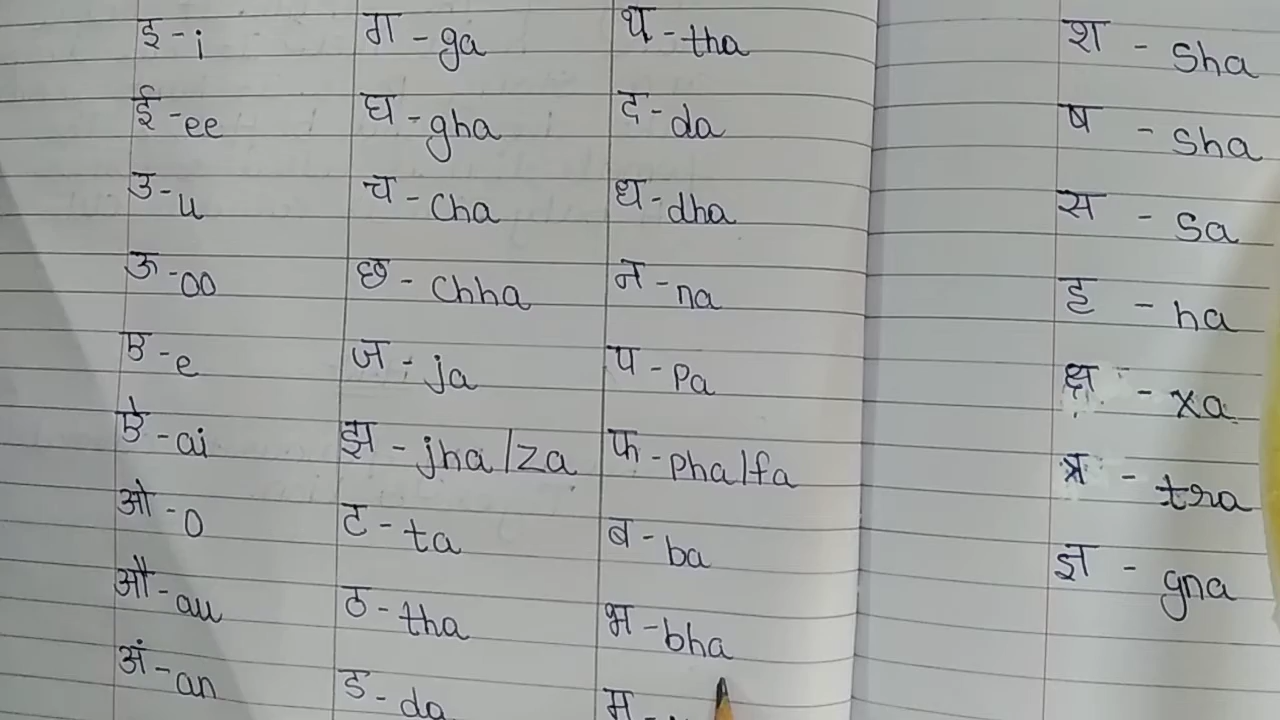 इ - i
ई - ee
उ - u
ऊ - oo
ए - e
ऐ - ai
ओ - o
औ - au
अं - an
ग - ga
घ - gha
च - cha
छ - chha
ज - ja
झ - jha/za
ट - ta
ठ - tha
ड - da
थ - tha
द - da
ध - dha
न - na
प - pa
फ - pha/fa
ब - ba
भ - bha
म -
श - sha
ष - sha
स - sa
ह - ha
क्ष - xa
त्र - tra
ज्ञ - gna